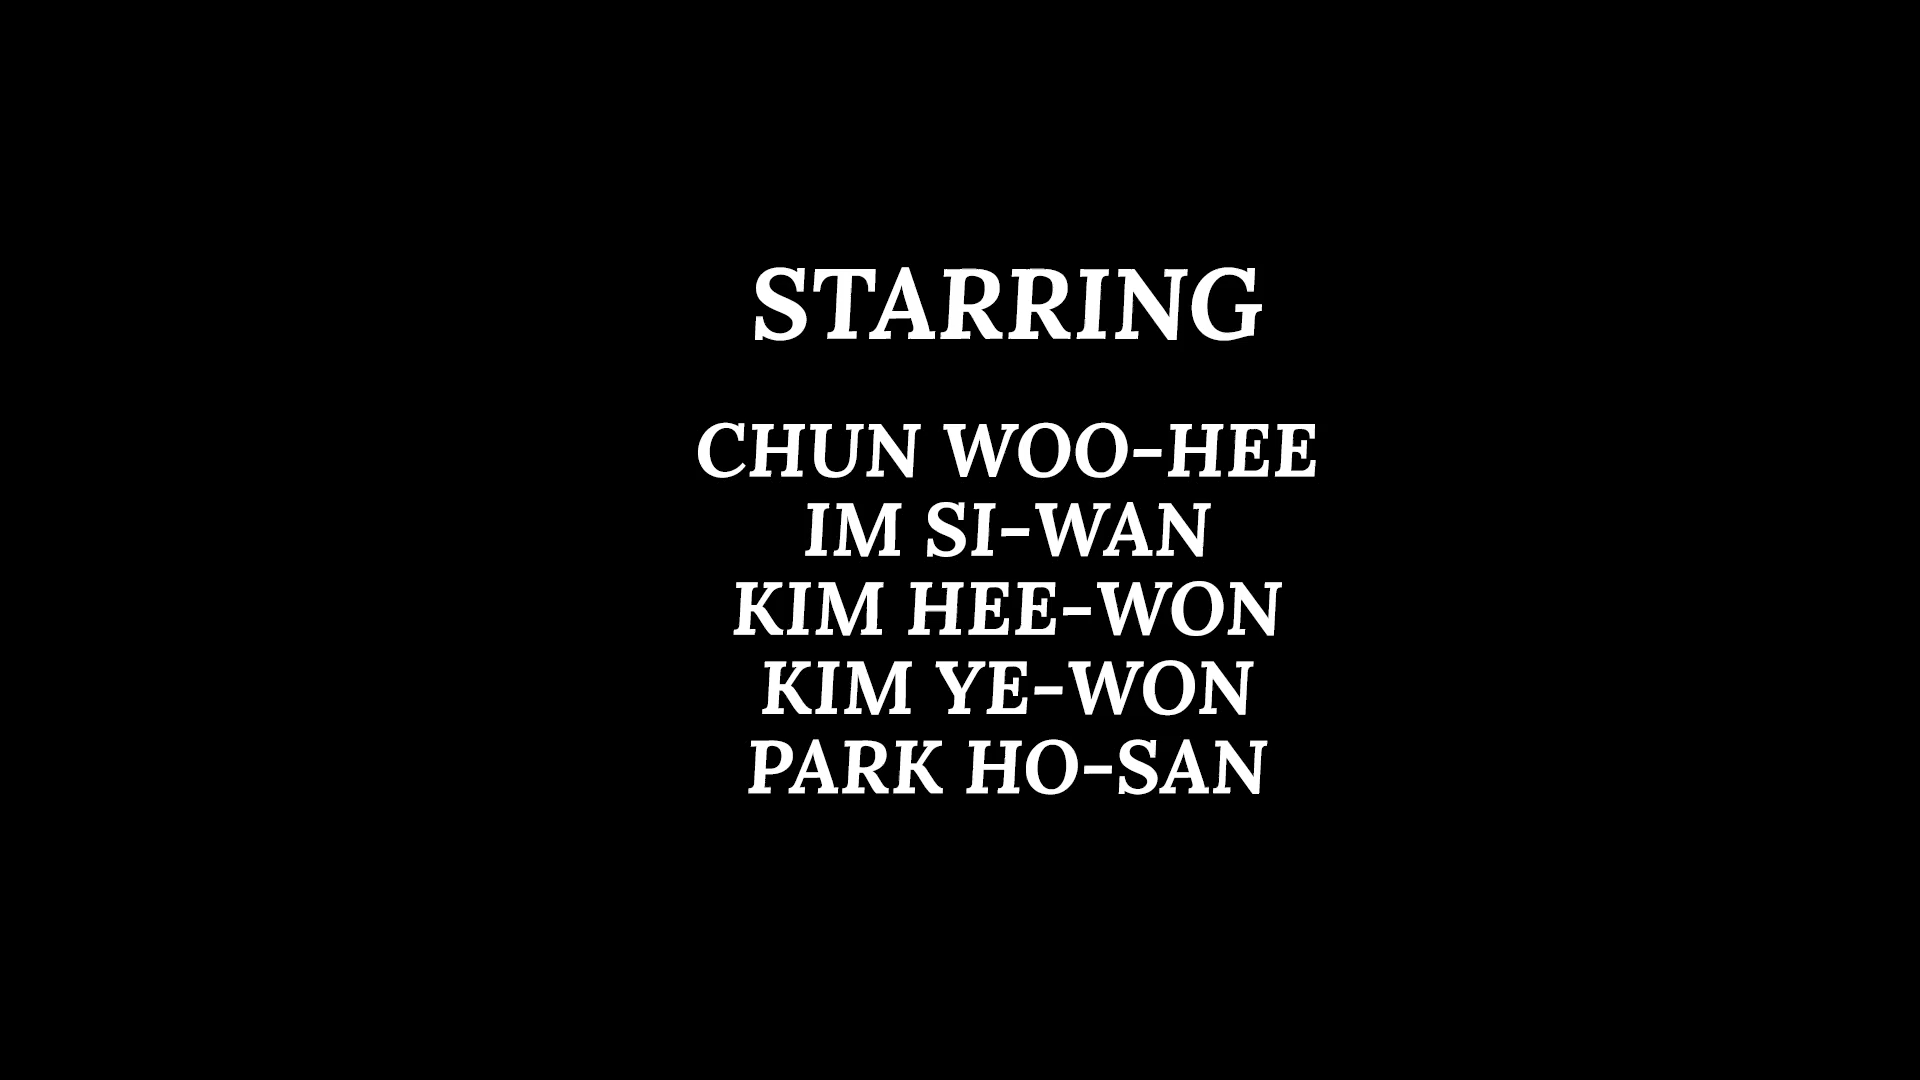 STARRING
CHUN WOO-HEE
IM SI-WAN
KIM HEE-WON
KIM YE-WON
PARK HO-SAN